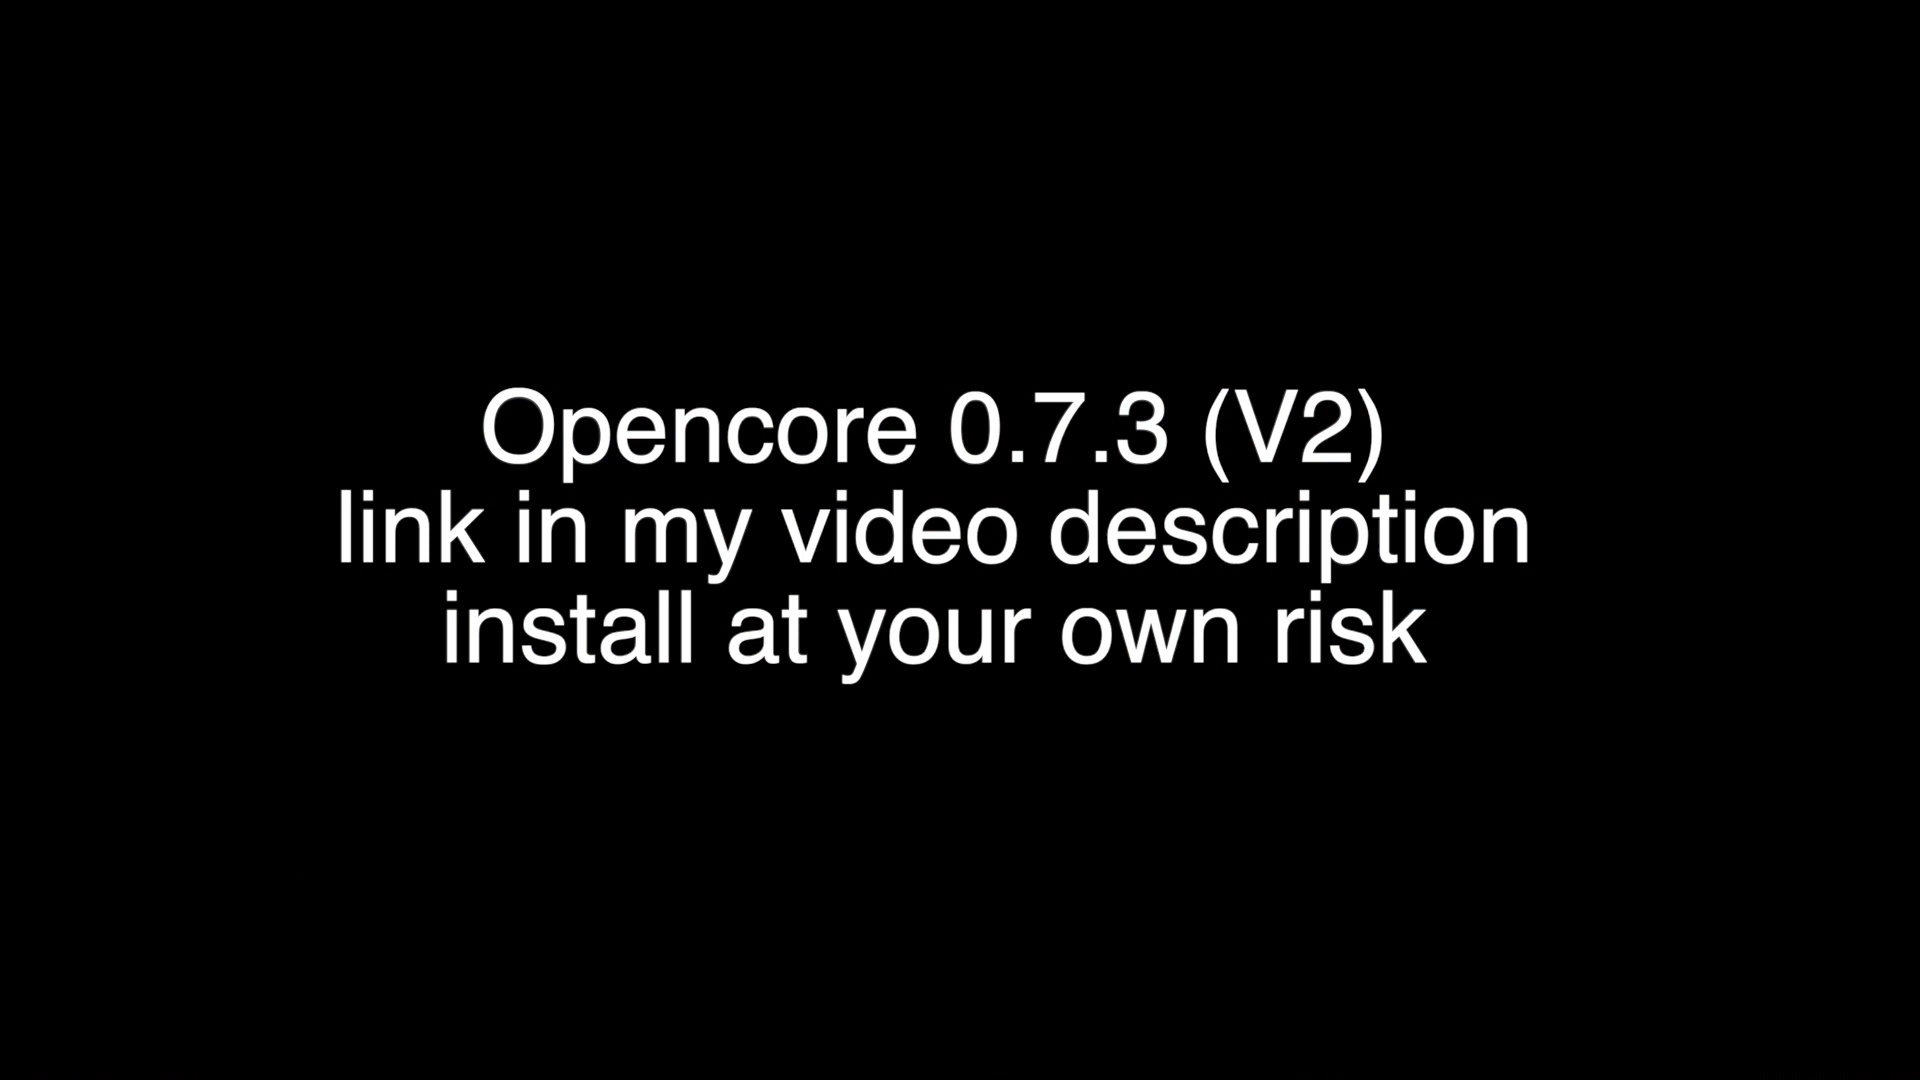 Opencore 0.7.3 (V2)
link in my video description
install at your own risk